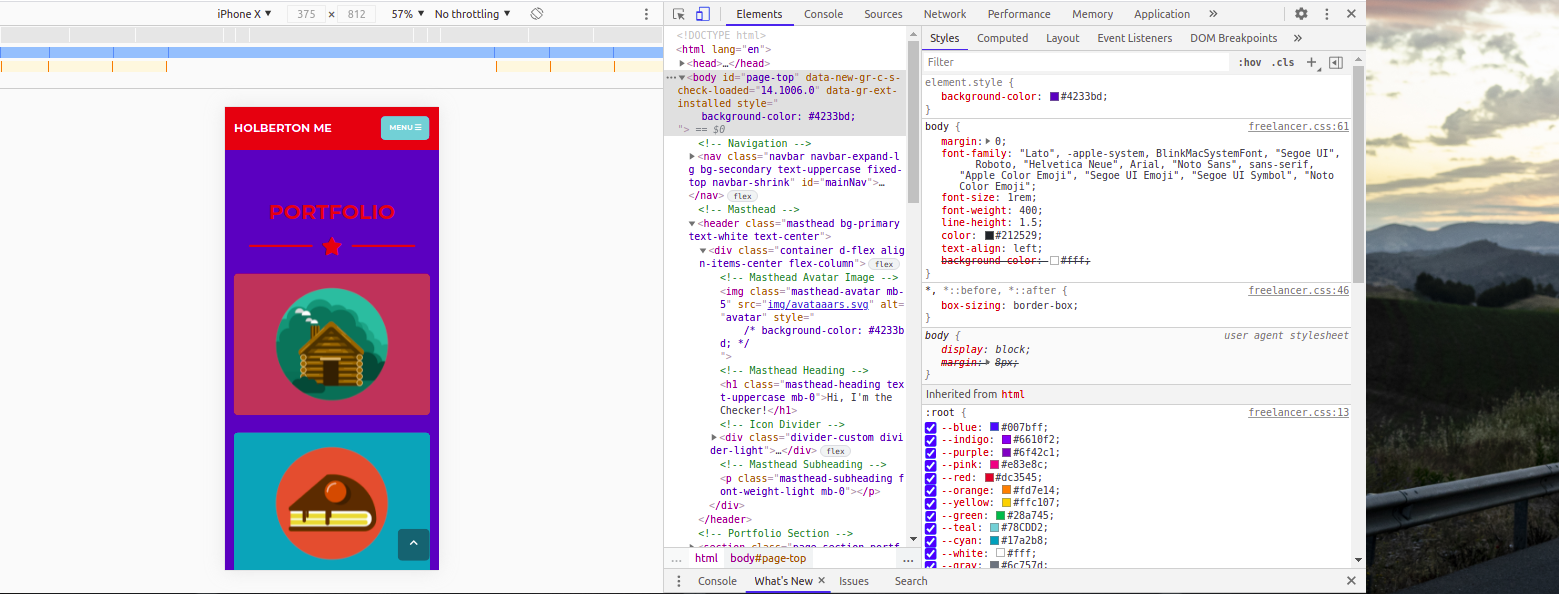 iPhone X ▼ 375 × 812 57% ▼ No throttling ▼
HOLBERTON ME
MENU ☰
PORTFOLIO
Elements Console Sources Network Performance Memory Application »
<!DOCTYPE html>
<html lang="en">
▶<head>…</head>
…▼<body id="page-top" data-new-gr-c-s-
check-loaded="14.1006.0" data-gr-ext-
installed style="
background-color: #4233bd;
"> == $0
<!-- Navigation -->
▶<nav class="navbar navbar-expand-l
g bg-secondary text-uppercase fixed-
top navbar-shrink" id="mainNav">…
</nav> flex
<!-- Masthead -->
▼<header class="masthead bg-primary
text-white text-center">
▼<div class="container d-flex alig
n-items-center flex-column"> flex
<!-- Masthead Avatar Image -->
<img class="masthead-avatar mb-
5" src="img/avataaars.svg" alt=
"avatar" style="
/* background-color: #4233b
d; */
">
<!-- Masthead Heading -->
<h1 class="masthead-heading tex
t-uppercase mb-0">Hi, I'm the
Checker!</h1>
<!-- Icon Divider -->
▶<div class="divider-custom divi
der-light">…</div> flex
<!-- Masthead Subheading -->
<p class="masthead-subheading f
ont-weight-light mb-0"></p>
</div>
</header>
<!-- Portfolio Section -->
▶<section class="page-section portf
… html body#page-top …
Styles Computed Layout Event Listeners DOM Breakpoints »
Filter :hov .cls +
element.style {
background-color: #4233bd;
}
body { freelancer.css:61
margin:▶ 0;
font-family: "Lato", -apple-system, BlinkMacSystemFont, "Segoe UI",
Roboto, "Helvetica Neue", Arial, "Noto Sans", sans-serif,
"Apple Color Emoji", "Segoe UI Emoji", "Segoe UI Symbol", "Noto
Color Emoji";
font-size: 1rem;
font-weight: 400;
line-height: 1.5;
color: #212529;
text-align: left;
background-color: #fff;
}
*, *::before, *::after { freelancer.css:46
box-sizing: border-box;
}
body { user agent stylesheet
display: block;
margin:▶ 8px;
}
Inherited from html
:root { freelancer.css:13
--blue: #007bff;
--indigo: #6610f2;
--purple: #6f42c1;
--pink: #e83e8c;
--red: #dc3545;
--orange: #fd7e14;
--yellow: #ffc107;
--green: #28a745;
--teal: #78CDD2;
--cyan: #17a2b8;
--white: #fff;
--gray: #6c757d;
Console What's New × Issues Search